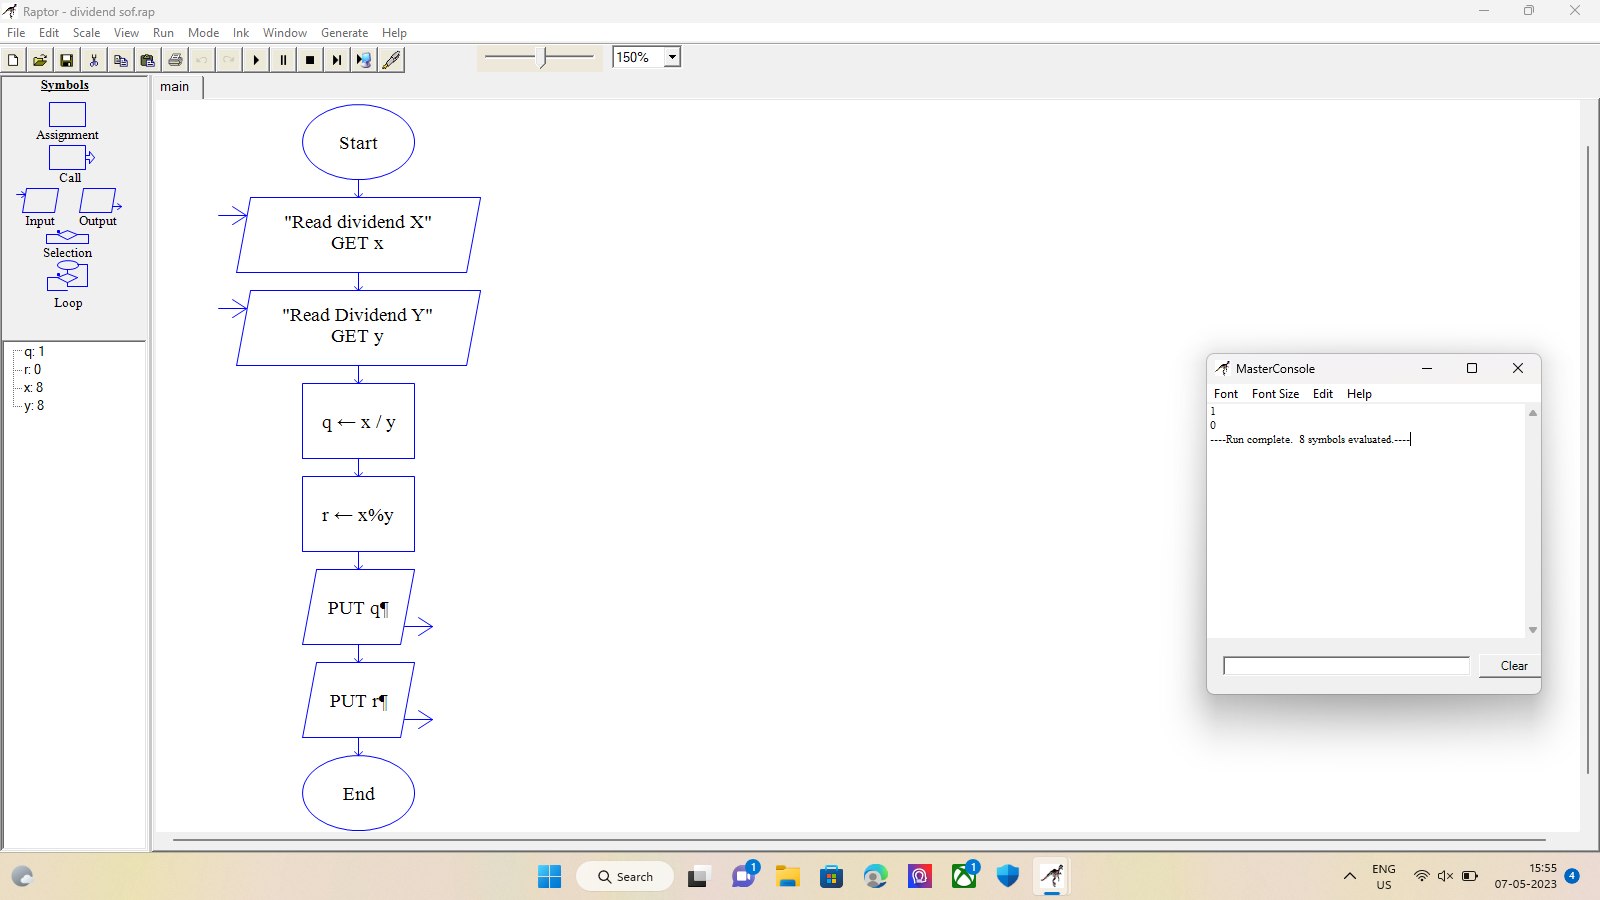 Raptor - dividend sof.rap
File Edit Scale View Run Mode Ink Window Generate Help
150%
Symbols
Assignment
Call
Input Output
Selection
Loop
q: 1
r: 0
x: 8
y: 8
main
Start
"Read dividend X"
GET x
"Read Dividend Y"
GET y
q ← x / y
r ← x%y
PUT q¶
PUT r¶
End
MasterConsole
Font Font Size Edit Help
1
0
----Run complete. 8 symbols evaluated.----
Clear
Search
1
1
ENG
US
15:55
07-05-2023
4